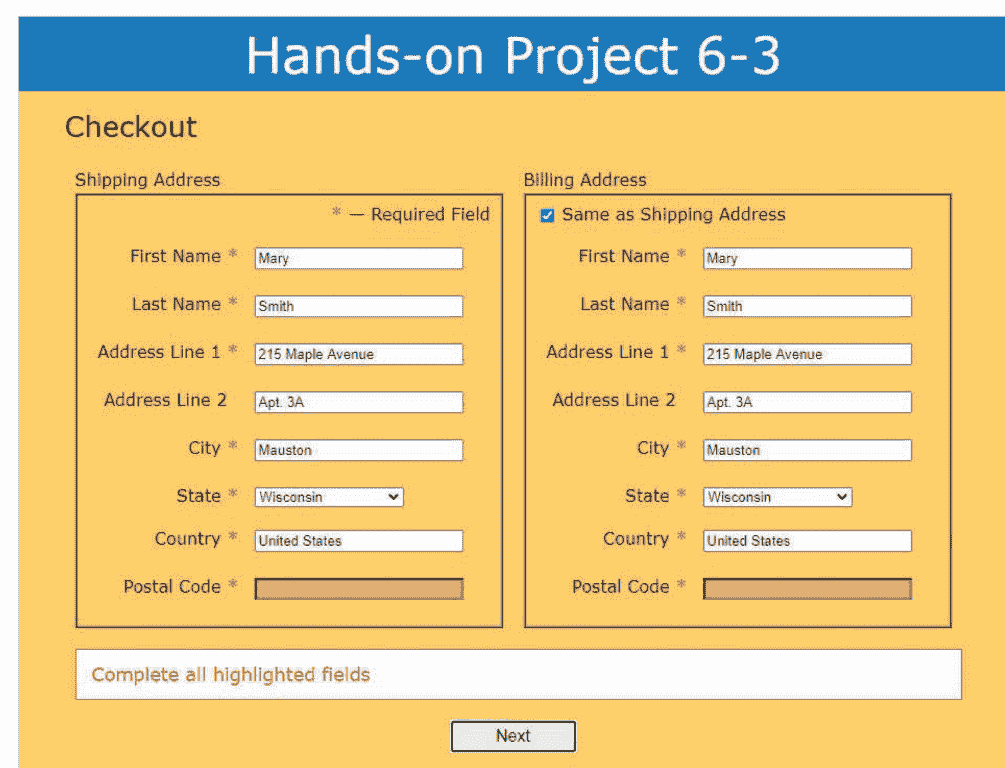 Hands-on Project 6-3
Checkout
Shipping Address
* — Required Field
First Name * Mary
Last Name * Smith
Address Line 1 * 215 Maple Avenue
Address Line 2 Apt. 3A
City * Mauston
State * Wisconsin
Country * United States
Postal Code *
Billing Address
Same as Shipping Address
First Name * Mary
Last Name * Smith
Address Line 1 * 215 Maple Avenue
Address Line 2 Apt. 3A
City * Mauston
State * Wisconsin
Country * United States
Postal Code *
Complete all highlighted fields
Next